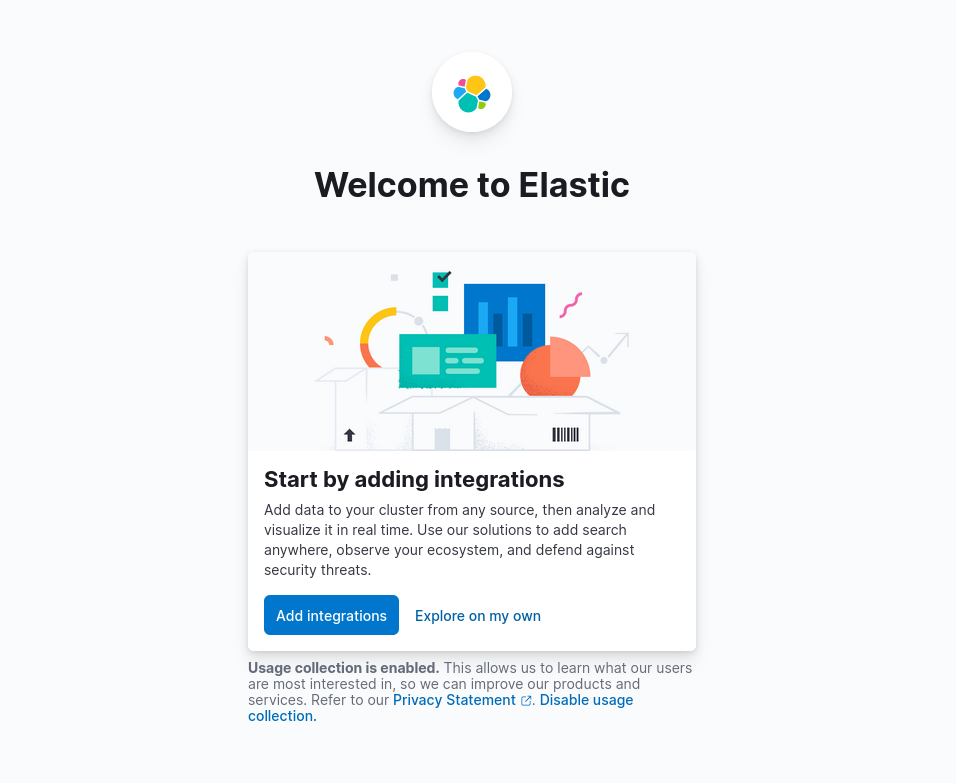 Welcome to Elastic
Start by adding integrations
Add data to your cluster from any source, then analyze and
visualize it in real time. Use our solutions to add search
anywhere, observe your ecosystem, and defend against
security threats.
Add integrations
Explore on my own
Usage collection is enabled. This allows us to learn what our users
are most interested in, so we can improve our products and
services. Refer to our Privacy Statement. Disable usage
collection.